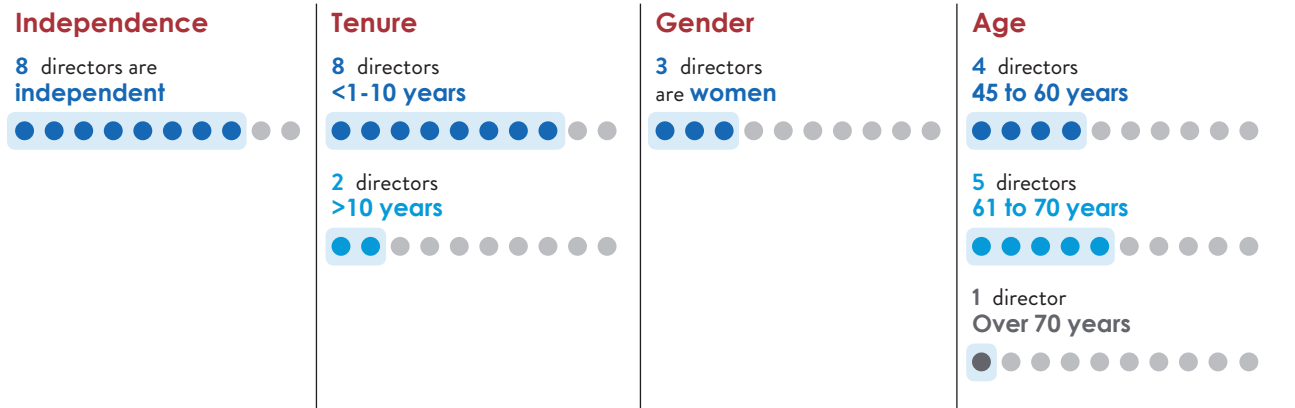 Independence
8 directors are
independent
Tenure
8 directors
<1-10 years
2 directors
>10 years
Gender
3 directors
are women
Age
4 directors
45 to 60 years
5 directors
61 to 70 years
1 director
Over 70 years